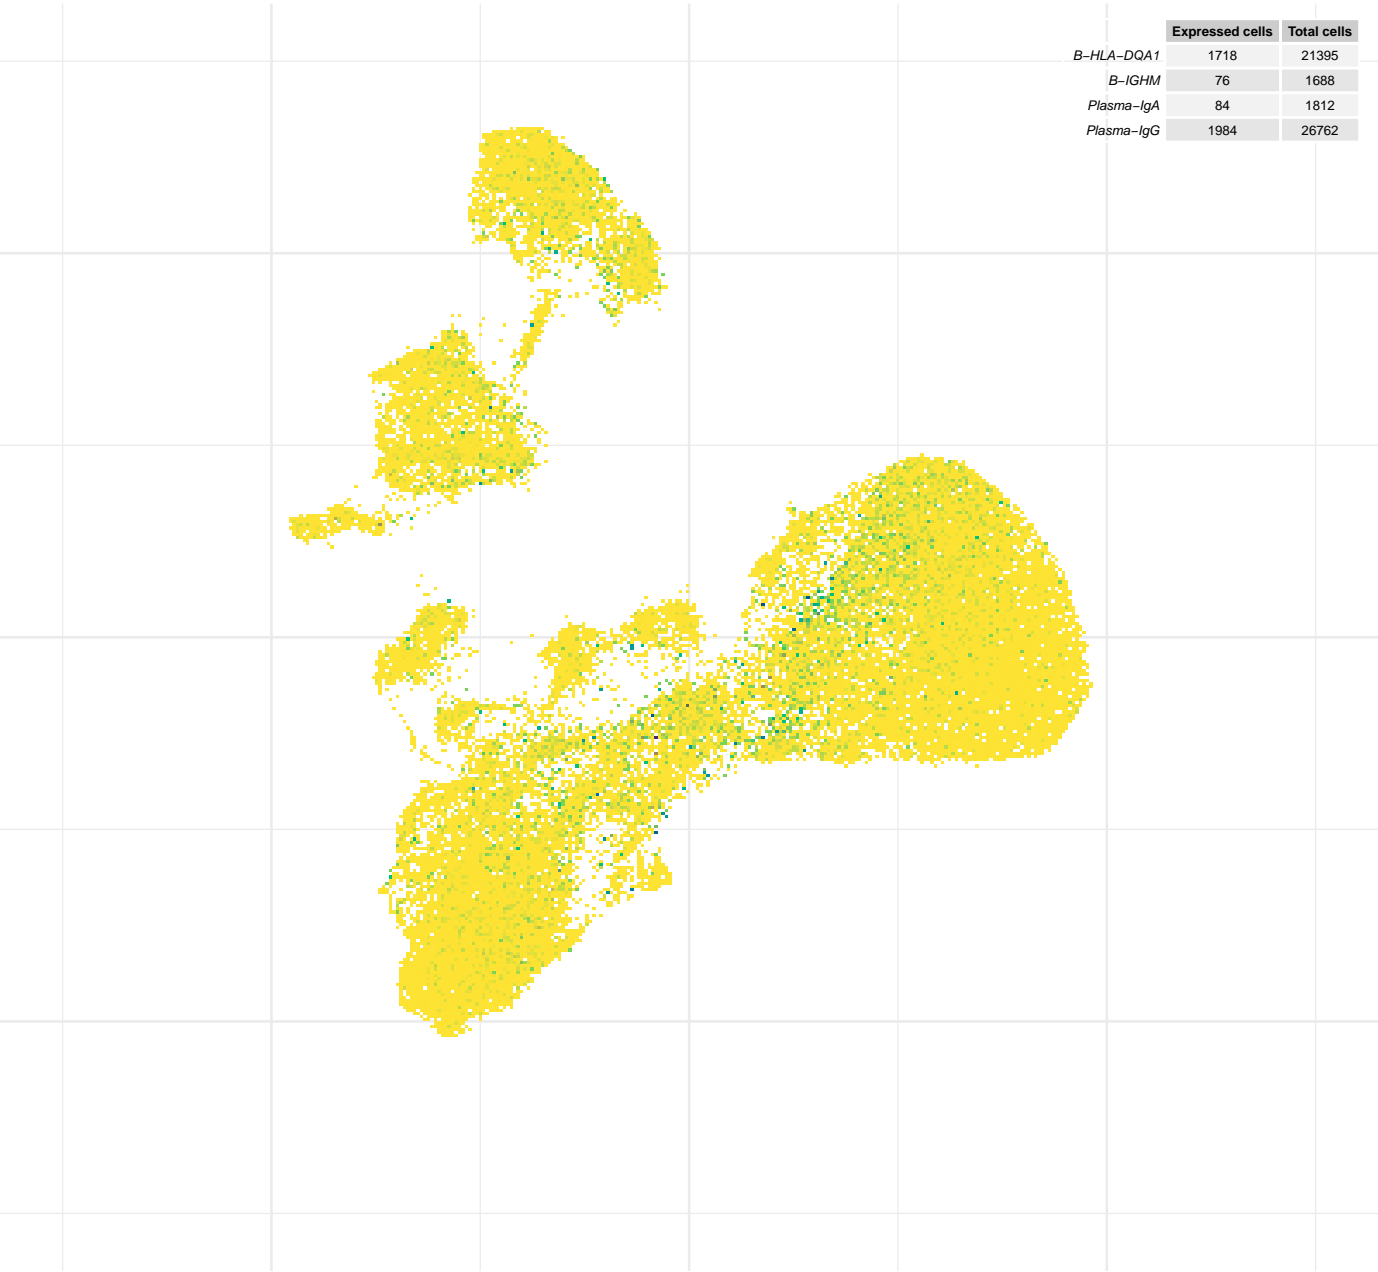 Expressed cells Total cells
B−HLA−DQA1 1718 21395
B−IGHM 76 1688
Plasma−IgA 84 1812
Plasma−IgG 1984 26762